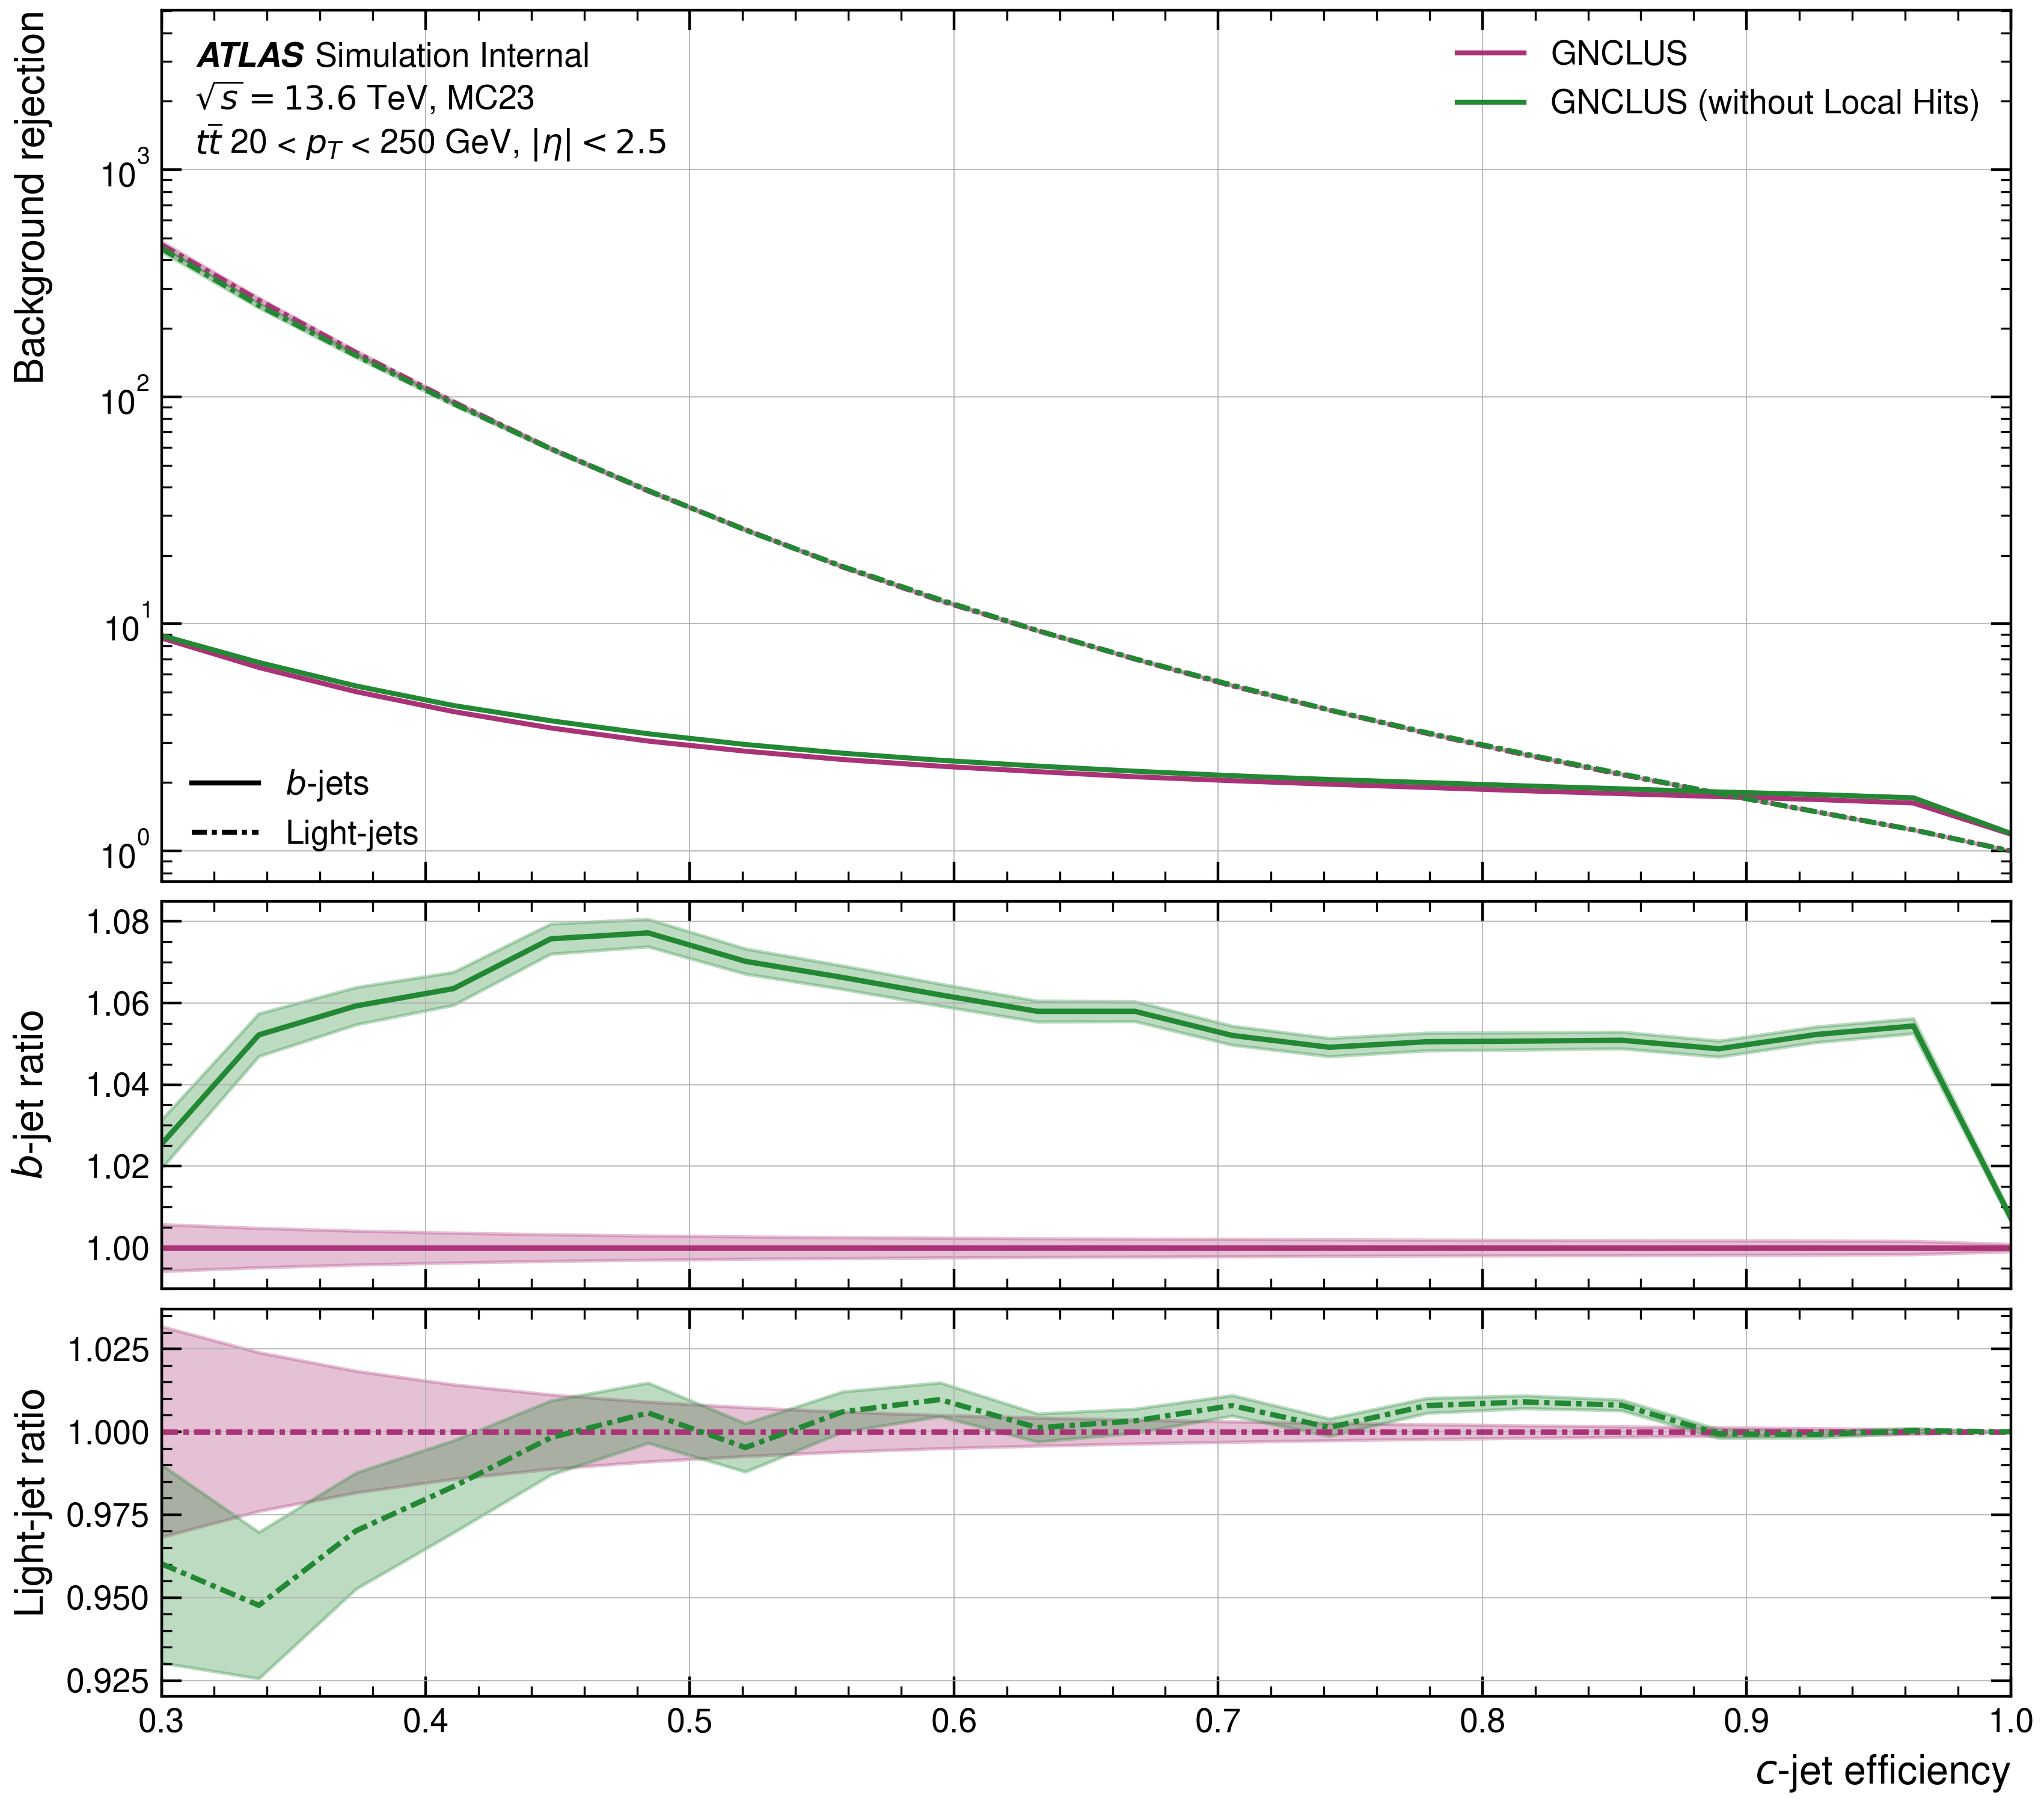 Background rejection
ATLAS Simulation Internal
√s = 13.6 TeV, MC23
tt̄ 20 < p_T < 250 GeV, |η| < 2.5
GNCLUS
GNCLUS (without Local Hits)
10^3
10^2
10^1
10^0
b-jets
Light-jets
b-jet ratio
1.08
1.06
1.04
1.02
1.00
Light-jet ratio
1.025
1.000
0.975
0.950
0.925
0.3 0.4 0.5 0.6 0.7 0.8 0.9 1.0
c-jet efficiency